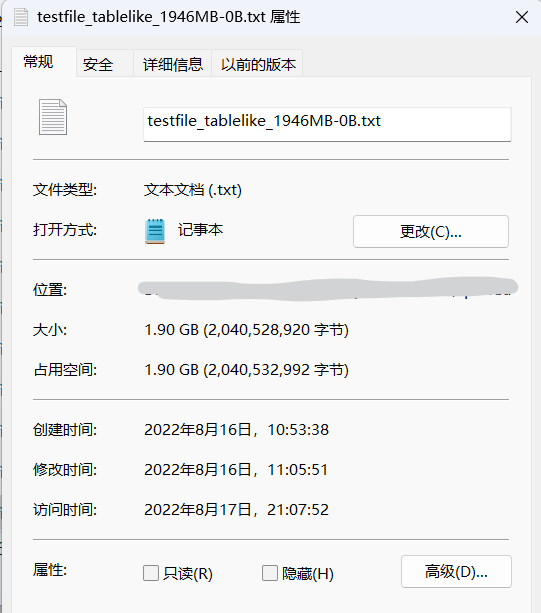 testfile_tablelike_1946MB-0B.txt 属性
常规 安全 详细信息 以前的版本
testfile_tablelike_1946MB-0B.txt
文件类型: 文本文档 (.txt)
打开方式: 记事本 更改(C)...
位置:
大小: 1.90 GB (2,040,528,920 字节)
占用空间: 1.90 GB (2,040,532,992 字节)
创建时间: 2022年8月16日，10:53:38
修改时间: 2022年8月16日，11:05:51
访问时间: 2022年8月17日，21:07:52
属性: 只读(R) 隐藏(H) 高级(D)...